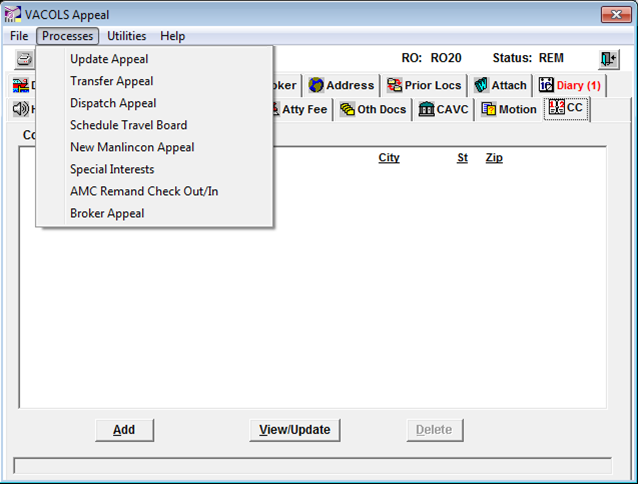 VACOLS Appeal
File Processes Utilities Help
RO: RO20 Status: REM
Update Appeal
Transfer Appeal
Dispatch Appeal
Schedule Travel Board
New Manlincon Appeal
Special Interests
AMC Remand Check Out/In
Broker Appeal
D oker Address Prior Locs Attach Diary (1)
H Atty Fee Oth Docs CAVC Motion CC
Co
City St Zip
Add View/Update Delete